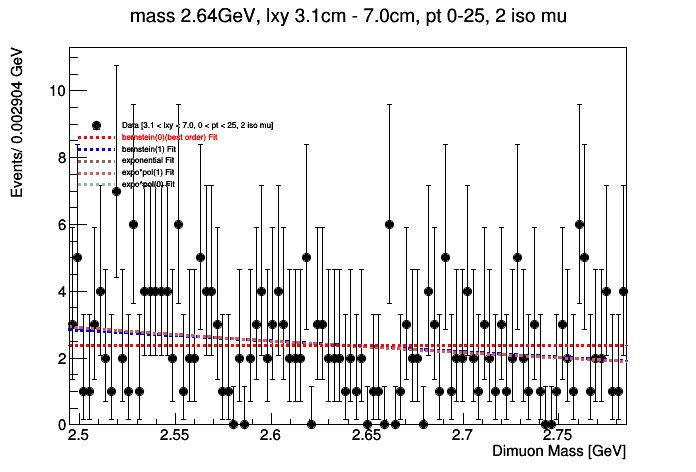 mass 2.64GeV, lxy 3.1cm - 7.0cm, pt 0-25, 2 iso mu
Events/ 0.002904 GeV
10
8
6
4
2
0
Data [3.1 < lxy < 7.0, 0 < pt < 25, 2 iso mu]
bernstein(0)(best order) Fit
bernstein(1) Fit
exponential Fit
expo*pol(1) Fit
expo*pol(0) Fit
2.5 2.55 2.6 2.65 2.7 2.75
Dimuon Mass [GeV]